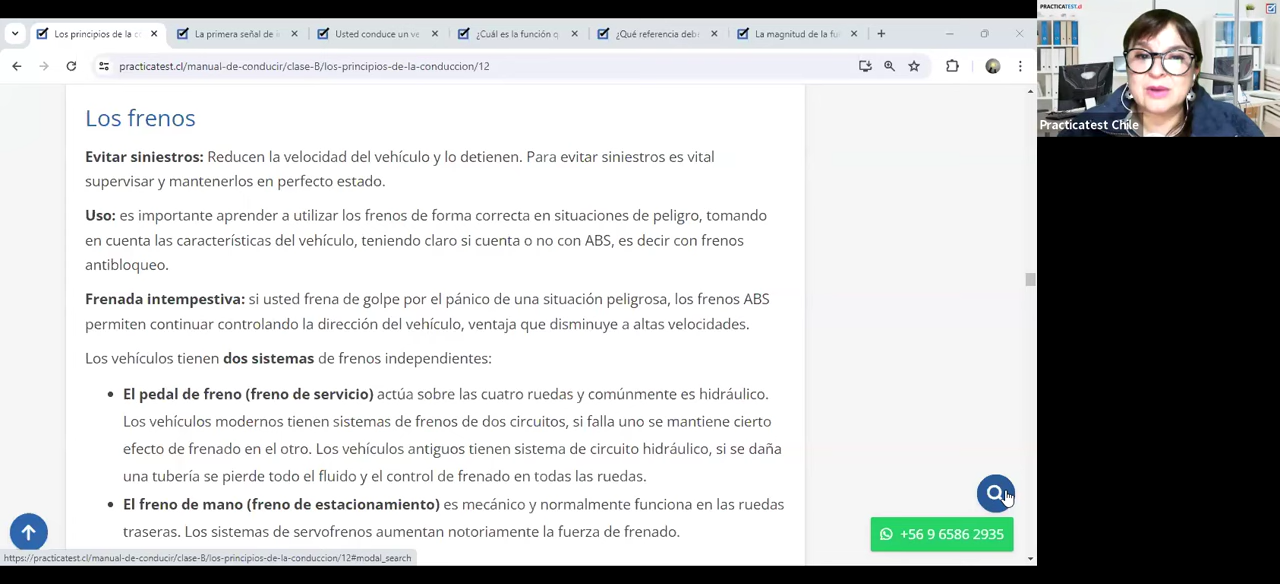 Los principios de la c
La primera señal de i
Usted conduce un ve
¿Cuál es la función q
¿Qué referencia deb
La magnitud de la fu
practicatest.cl/manual-de-conducir/clase-B/los-principios-de-la-conduccion/12
PRACTICATEST.cl
Practicatest Chile
Los frenos
Evitar siniestros: Reducen la velocidad del vehículo y lo detienen. Para evitar siniestros es vital
supervisar y mantenerlos en perfecto estado.
Uso: es importante aprender a utilizar los frenos de forma correcta en situaciones de peligro, tomando
en cuenta las características del vehículo, teniendo claro si cuenta o no con ABS, es decir con frenos
antibloqueo.
Frenada intempestiva: si usted frena de golpe por el pánico de una situación peligrosa, los frenos ABS
permiten continuar controlando la dirección del vehículo, ventaja que disminuye a altas velocidades.
Los vehículos tienen dos sistemas de frenos independientes:
• El pedal de freno (freno de servicio) actúa sobre las cuatro ruedas y comúnmente es hidráulico.
Los vehículos modernos tienen sistemas de frenos de dos circuitos, si falla uno se mantiene cierto
efecto de frenado en el otro. Los vehículos antiguos tienen sistema de circuito hidráulico, si se daña
una tubería se pierde todo el fluido y el control de frenado en todas las ruedas.
• El freno de mano (freno de estacionamiento) es mecánico y normalmente funciona en las ruedas
traseras. Los sistemas de servofrenos aumentan notoriamente la fuerza de frenado.
+56 9 6586 2935
https://practicatest.cl/manual-de-conducir/clase-B/los-principios-de-la-conduccion/12#modal_search